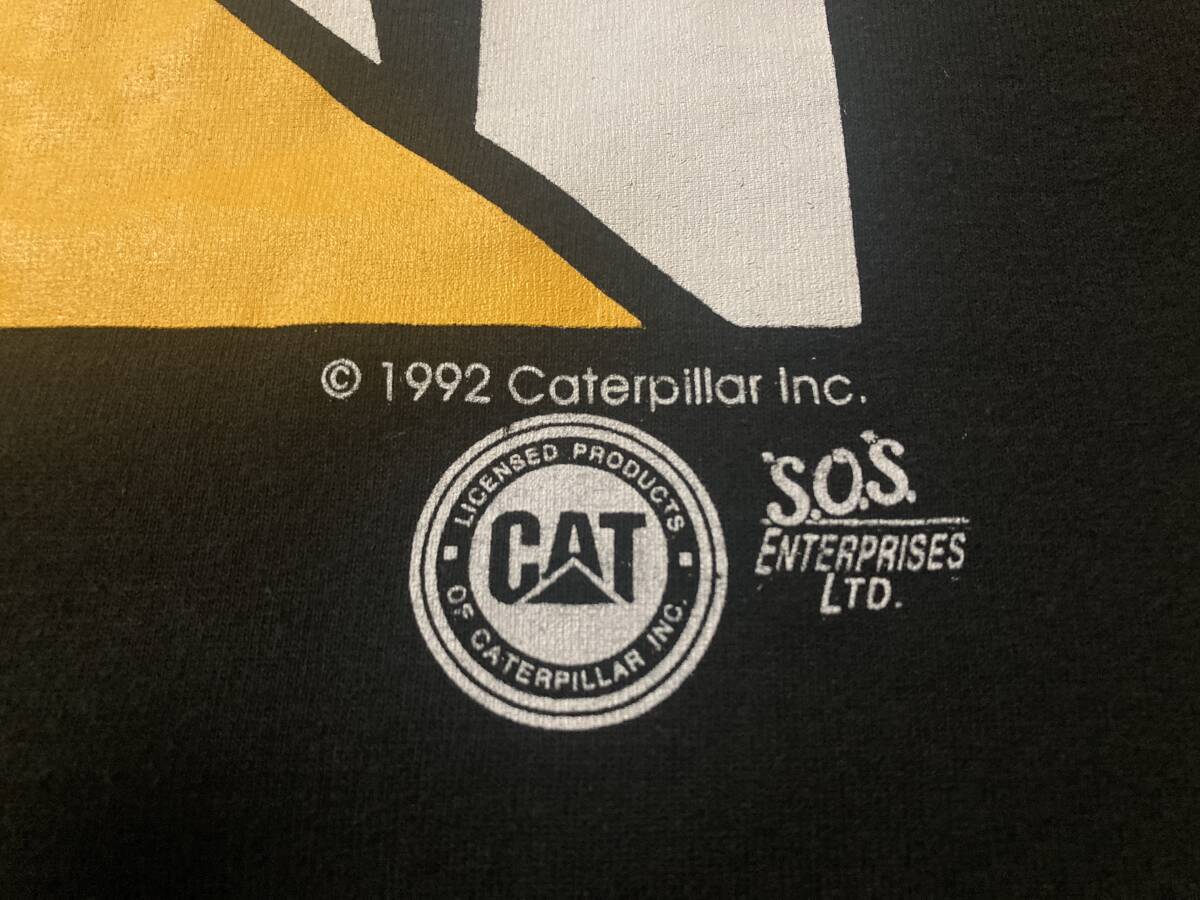 © 1992 Caterpillar Inc.
LICENSED PRODUCTS
CAT
OF CATERPILLAR INC.
S.O.S.
ENTERPRISES
LTD.